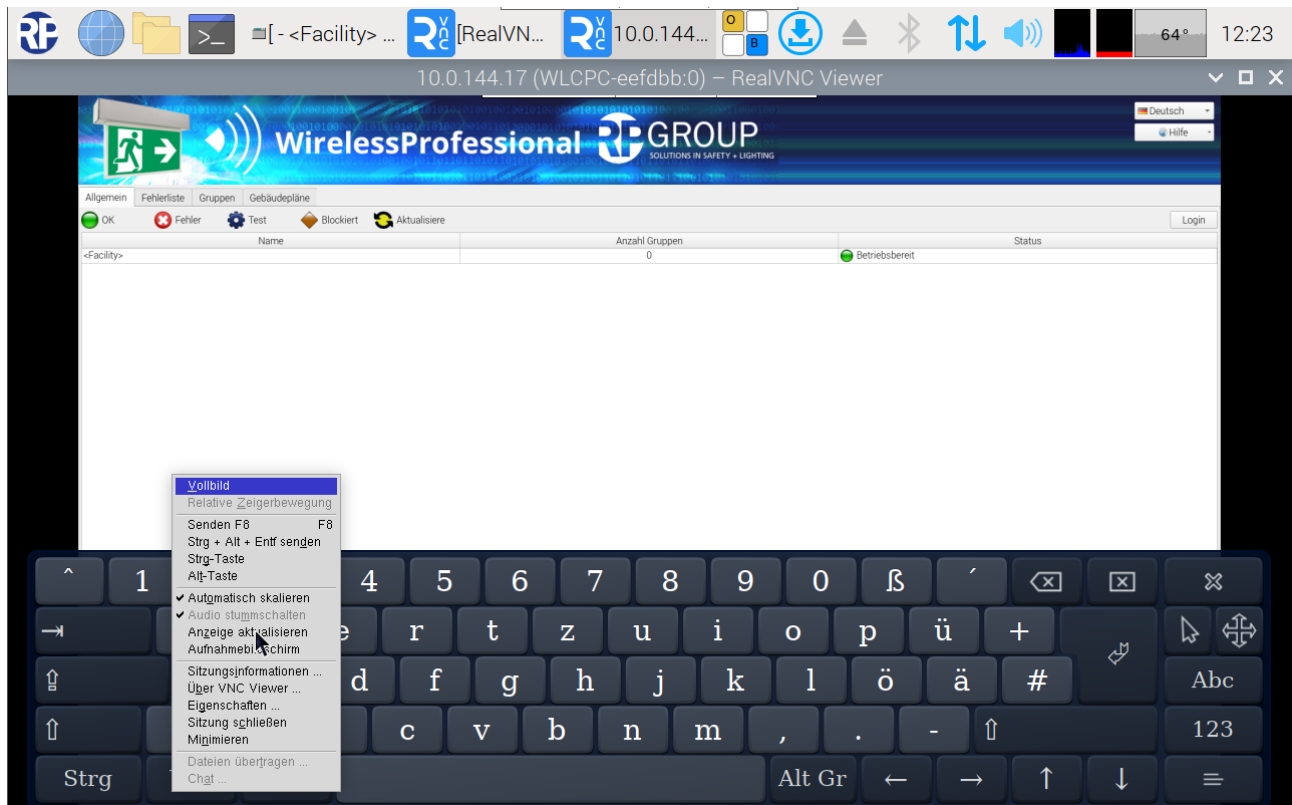 [ - <Facility> ...
[RealVN...
10.0.144...
O
B
64°
12:23
10.0.144.17 (WLCPC-eefdbb:0) – RealVNC Viewer
WirelessProfessional
RP GROUP
SOLUTIONS IN SAFETY + LIGHTING
Deutsch
Hilfe
Allgemein Fehlerliste Gruppen Gebäudepläne
OK Fehler Test Blockiert Aktualisiere Login
Name Anzahl Gruppen Status
<Facility> 0 Betriebsbereit
Vollbild
Relative Zeigerbewegung
Senden F8 F8
Strg + Alt + Entf senden
Strg-Taste
Alt-Taste
Automatisch skalieren
Audio stummschalten
Anzeige aktualisieren
Sitzungsinformationen ...
Über VNC Viewer ...
Eigenschaften ...
Sitzung schließen
Minimieren
Dateien übertragen ...
Chat ...
^ 1 4 5 6 7 8 9 0 ß ´
e r t z u i o p ü +
d f g h j k l ö ä # Abc
c v b n m , . - 123
Strg Alt Gr